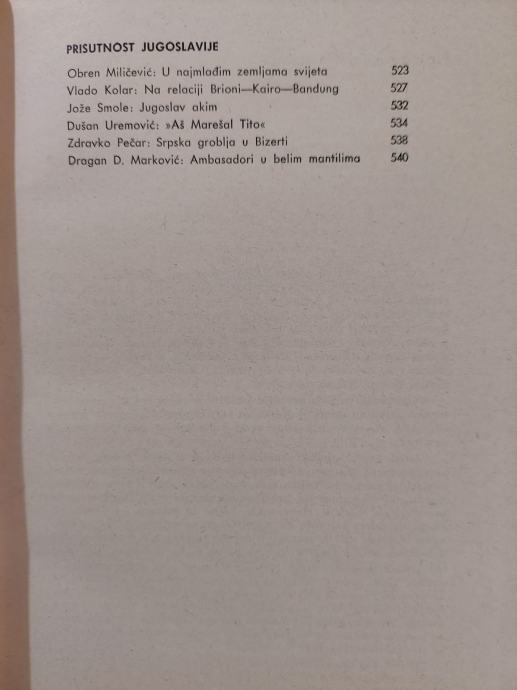 PRISUTNOST JUGOSLAVIJE
Obren Miličević: U najmlađim zemljama svijeta 523
Vlado Kolar: Na relaciji Brioni—Kairo—Bandung 527
Jože Smole: Jugoslav akim 532
Dušan Uremović: »Aš Marešal Tito« 534
Zdravko Pečar: Srpska groblja u Bizerti 538
Dragan D. Marković: Ambasadori u belim mantilima 540